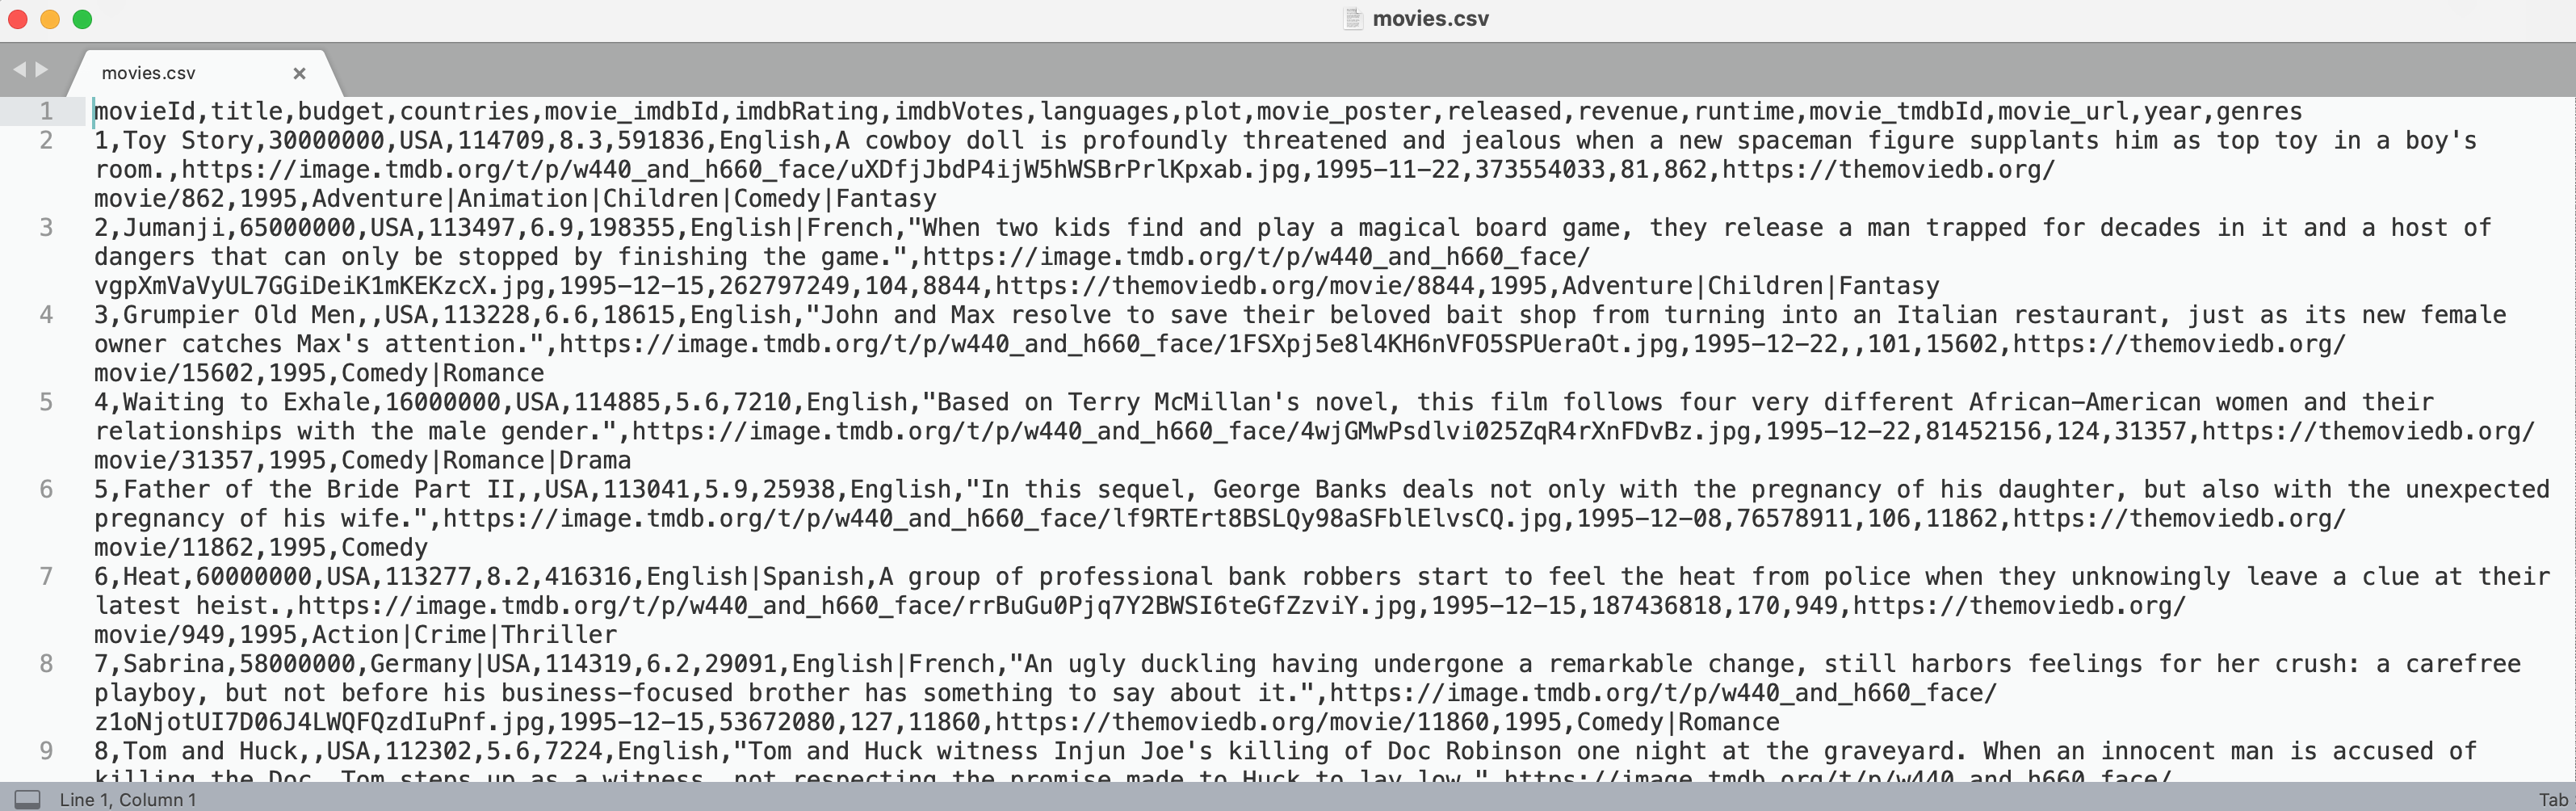 movies.csv
movies.csv ×
1 movieId,title,budget,countries,movie_imdbId,imdbRating,imdbVotes,languages,plot,movie_poster,released,revenue,runtime,movie_tmdbId,movie_url,year,genres
2 1,Toy Story,30000000,USA,114709,8.3,591836,English,A cowboy doll is profoundly threatened and jealous when a new spaceman figure supplants him as top toy in a boy's
room.,https://image.tmdb.org/t/p/w440_and_h660_face/uXDfjJbdP4ijW5hWSBrPrlKpxab.jpg,1995-11-22,373554033,81,862,https://themoviedb.org/
movie/862,1995,Adventure|Animation|Children|Comedy|Fantasy
3 2,Jumanji,65000000,USA,113497,6.9,198355,English|French,"When two kids find and play a magical board game, they release a man trapped for decades in it and a host of
dangers that can only be stopped by finishing the game.",https://image.tmdb.org/t/p/w440_and_h660_face/
vgpXmVaVyUL7GGiDeiK1mKEKzcX.jpg,1995-12-15,262797249,104,8844,https://themoviedb.org/movie/8844,1995,Adventure|Children|Fantasy
4 3,Grumpier Old Men,,USA,113228,6.6,18615,English,"John and Max resolve to save their beloved bait shop from turning into an Italian restaurant, just as its new female
owner catches Max's attention.",https://image.tmdb.org/t/p/w440_and_h660_face/1FSXpj5e8l4KH6nVFO5SPUeraOt.jpg,1995-12-22,,101,15602,https://themoviedb.org/
movie/15602,1995,Comedy|Romance
5 4,Waiting to Exhale,16000000,USA,114885,5.6,7210,English,"Based on Terry McMillan's novel, this film follows four very different African-American women and their
relationships with the male gender.",https://image.tmdb.org/t/p/w440_and_h660_face/4wjGMwPsdlvi025ZqR4rXnFDvBz.jpg,1995-12-22,81452156,124,31357,https://themoviedb.org/
movie/31357,1995,Comedy|Romance|Drama
6 5,Father of the Bride Part II,,USA,113041,5.9,25938,English,"In this sequel, George Banks deals not only with the pregnancy of his daughter, but also with the unexpected
pregnancy of his wife.",https://image.tmdb.org/t/p/w440_and_h660_face/lf9RTErt8BSLQy98aSFblElvsCQ.jpg,1995-12-08,76578911,106,11862,https://themoviedb.org/
movie/11862,1995,Comedy
7 6,Heat,60000000,USA,113277,8.2,416316,English|Spanish,A group of professional bank robbers start to feel the heat from police when they unknowingly leave a clue at their
latest heist.,https://image.tmdb.org/t/p/w440_and_h660_face/rrBuGu0Pjq7Y2BWSI6teGfZzviY.jpg,1995-12-15,187436818,170,949,https://themoviedb.org/
movie/949,1995,Action|Crime|Thriller
8 7,Sabrina,58000000,Germany|USA,114319,6.2,29091,English|French,"An ugly duckling having undergone a remarkable change, still harbors feelings for her crush: a carefree
playboy, but not before his business-focused brother has something to say about it.",https://image.tmdb.org/t/p/w440_and_h660_face/
z1oNjotUI7D06J4LWQFQzdIuPnf.jpg,1995-12-15,53672080,127,11860,https://themoviedb.org/movie/11860,1995,Comedy|Romance
9 8,Tom and Huck,,USA,112302,5.6,7224,English,"Tom and Huck witness Injun Joe's killing of Doc Robinson one night at the graveyard. When an innocent man is accused of
killing the Doc, Tom steps up as a witness, not respecting the promise made to Huck to lay low.",https://image.tmdb.org/t/p/w440_and_h660_face/
Line 1, Column 1
Tab